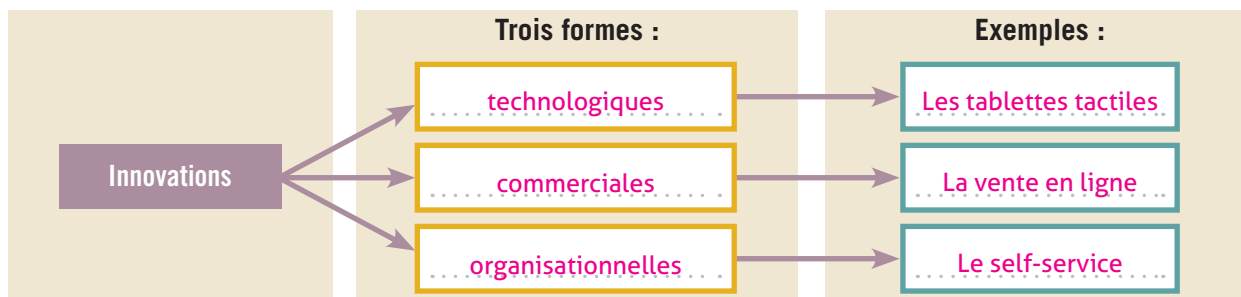 Trois formes :
Exemples :
Innovations
technologiques
Les tablettes tactiles
commerciales
La vente en ligne
organisationnelles
Le self-service